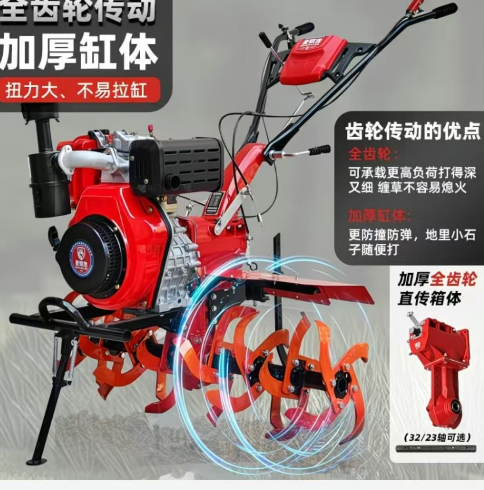 全齿轮传动
加厚缸体
扭力大、不易拉缸
齿轮传动的优点
全齿轮：
可承载更高负荷打得深
又细 缠草不容易熄火
加厚缸体：
更防撞防弹，地里小石
子随便打
加厚全齿轮
直传箱体
(32/23轴可选)